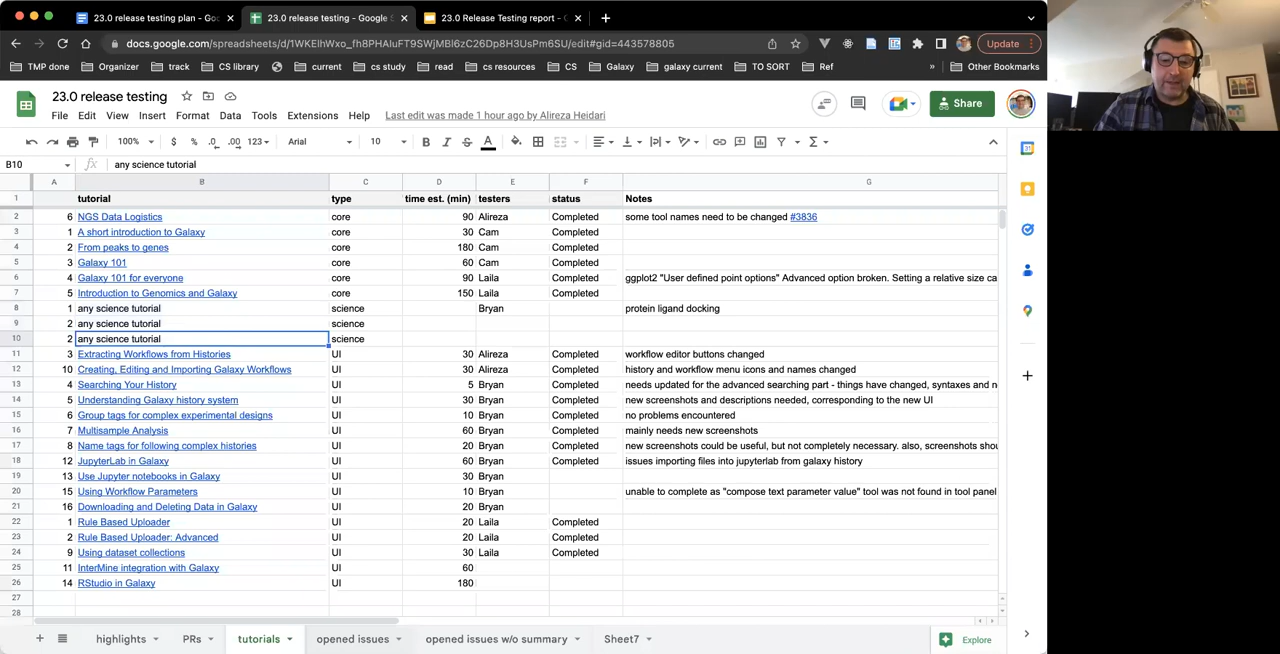 23.0 release testing plan - Goo
23.0 release testing - Google S
23.0 Release Testing report - G
docs.google.com/spreadsheets/d/1WKElhWxo_fh8PHAluFT9SWjMBl6zC26Dp8H3UsPm6SU/edit#gid=443578805
Update
TMP done Organizer track CS library current cs study read cs resources CS Galaxy galaxy current TO SORT Ref » Other Bookmarks
23.0 release testing
File Edit View Insert Format Data Tools Extensions Help Last edit was made 1 hour ago by Alireza Heidari
Share
100% $ % .0 .00 123 Arial 10 B I S A
B10 fx any science tutorial
A B C D E F G
1 tutorial type time est. (min) testers status Notes
2 6 NGS Data Logistics core 90 Alireza Completed some tool names need to be changed #3836
3 1 A short introduction to Galaxy core 30 Cam Completed
4 2 From peaks to genes core 180 Cam Completed
5 3 Galaxy 101 core 60 Cam Completed
6 4 Galaxy 101 for everyone core 90 Laila Completed ggplot2 "User defined point options" Advanced option broken. Setting a relative size ca
7 5 Introduction to Genomics and Galaxy core 150 Laila Completed
8 1 any science tutorial science Bryan protein ligand docking
9 2 any science tutorial science
10 2 any science tutorial science
11 3 Extracting Workflows from Histories UI 30 Alireza Completed workflow editor buttons changed
12 10 Creating, Editing and Importing Galaxy Workflows UI 30 Alireza Completed history and workflow menu icons and names changed
13 4 Searching Your History UI 5 Bryan Completed needs updated for the advanced searching part - things have changed, syntaxes and n
14 5 Understanding Galaxy history system UI 30 Bryan Completed new screenshots and descriptions needed, corresponding to the new UI
15 6 Group tags for complex experimental designs UI 10 Bryan Completed no problems encountered
16 7 Multisample Analysis UI 60 Bryan Completed mainly needs new screenshots
17 8 Name tags for following complex histories UI 20 Bryan Completed new screenshots could be useful, but not completely necessary. also, screenshots shou
18 12 JupyterLab in Galaxy UI 60 Bryan Completed issues importing files into jupyterlab from galaxy history
19 13 Use Jupyter notebooks in Galaxy UI 30 Bryan
20 15 Using Workflow Parameters UI 10 Bryan unable to complete as "compose text parameter value" tool was not found in tool panel
21 16 Downloading and Deleting Data in Galaxy UI 20 Bryan
22 1 Rule Based Uploader UI 20 Laila Completed
23 2 Rule Based Uploader: Advanced UI 20 Laila Completed
24 9 Using dataset collections UI 30 Laila Completed
25 11 InterMine integration with Galaxy UI 60
26 14 RStudio in Galaxy UI 180
27
28
highlights PRs tutorials opened issues opened issues w/o summary Sheet7 Explore